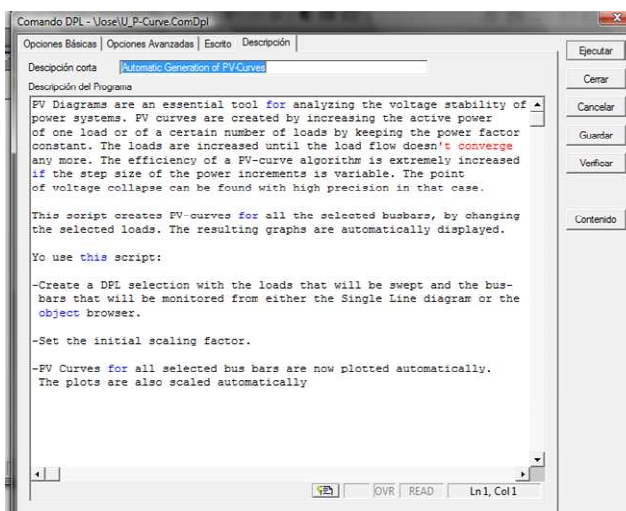 Comando DPL - \Jose\U_P-Curve.ComDpl
Opciones Básicas | Opciones Avanzadas | Escrito | Descripción
Ejecutar
Descipción corta Automatic Generation of PV-Curves
Cerrar
Descripción del Programa
PV Diagrams are an essential tool for analyzing the voltage stability of
Cancelar
power systems. PV curves are created by increasing the active power
of one load or of a certain number of loads by keeping the power factor
Guardar
constant. The loads are increased until the load flow doesn't converge
any more. The efficiency of a PV-curve algorithm is extremely increased
Verificar
if the step size of the power increments is variable. The point
of voltage collapse can be found with high precision in that case.
This script creates PV-curves for all the selected busbars, by changing
Contenido
the selected loads. The resulting graphs are automatically displayed.
Yo use this script:
-Create a DPL selection with the loads that will be swept and the bus-
bars that will be monitored from either the Single Line diagram or the
object browser.
-Set the initial scaling factor.
-PV Curves for all selected bus bars are now plotted automatically.
The plots are also scaled automatically
OVR READ Ln 1, Col 1